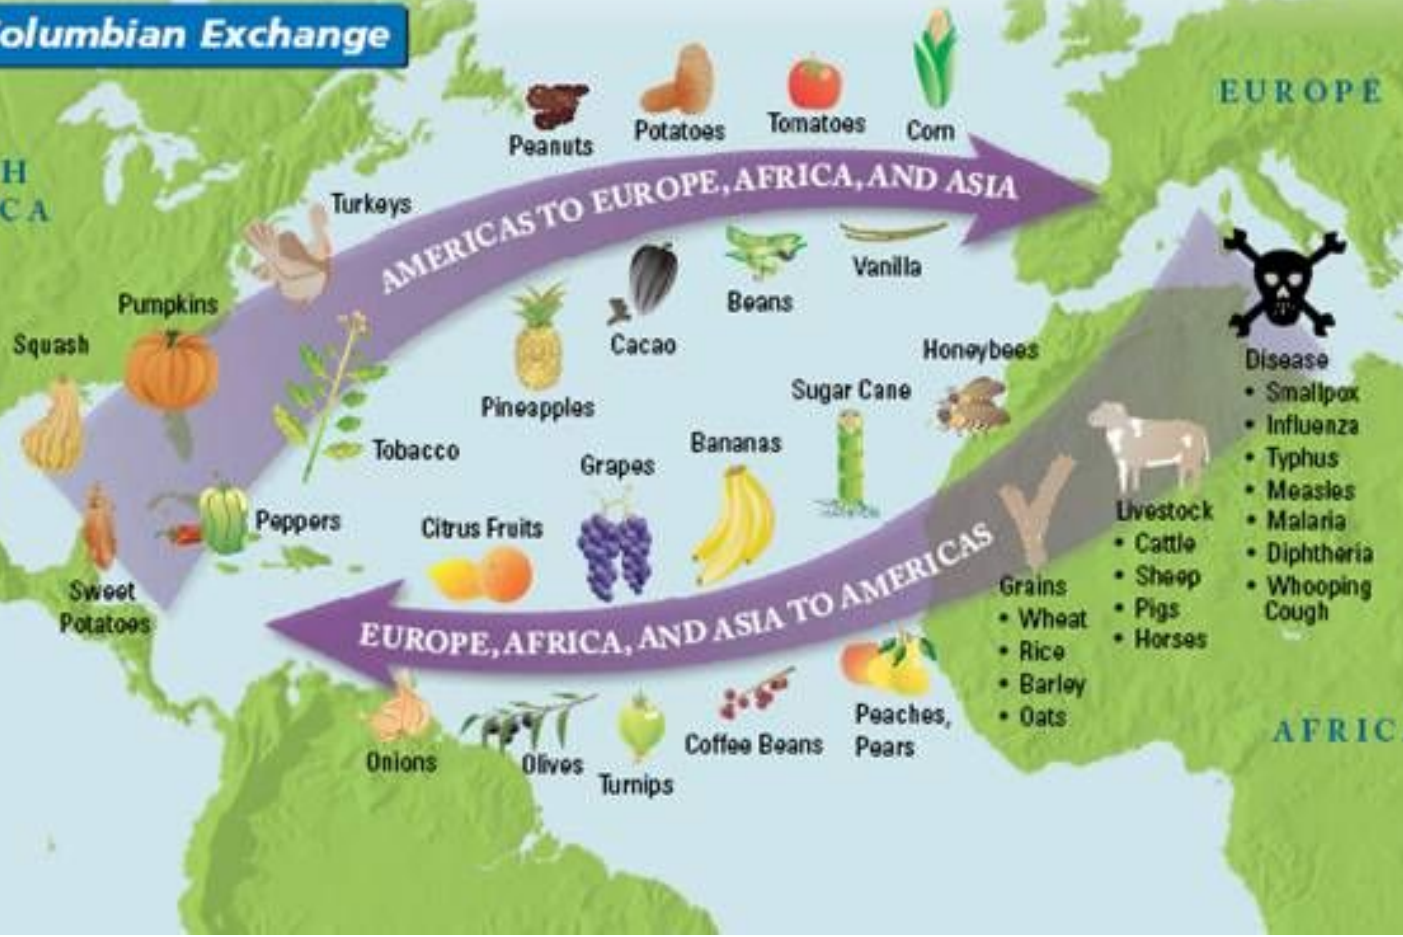 olumbian Exchange
EUROPE
H
CA
Peanuts
Potatoes
Tomatoes
Corn
AMERICAS TO EUROPE, AFRICA, AND ASIA
Turkeys
Pumpkins
Squash
Vanilla
Beans
Cacao
Pineapples
Tobacco
Peppers
Sweet
Potatoes
Honeybees
Sugar Cane
Bananas
Grapes
Citrus Fruits
EUROPE, AFRICA, AND ASIA TO AMERICAS
Disease
• Smallpox
• Influenza
• Typhus
• Measles
• Malaria
• Diphtheria
• Whooping
Cough
Livestock
• Cattle
• Sheep
• Pigs
• Horses
Grains
• Wheat
• Rice
• Barley
• Oats
Onions
Olives
Turnips
Coffee Beans
Peaches,
Pears
AFRIC